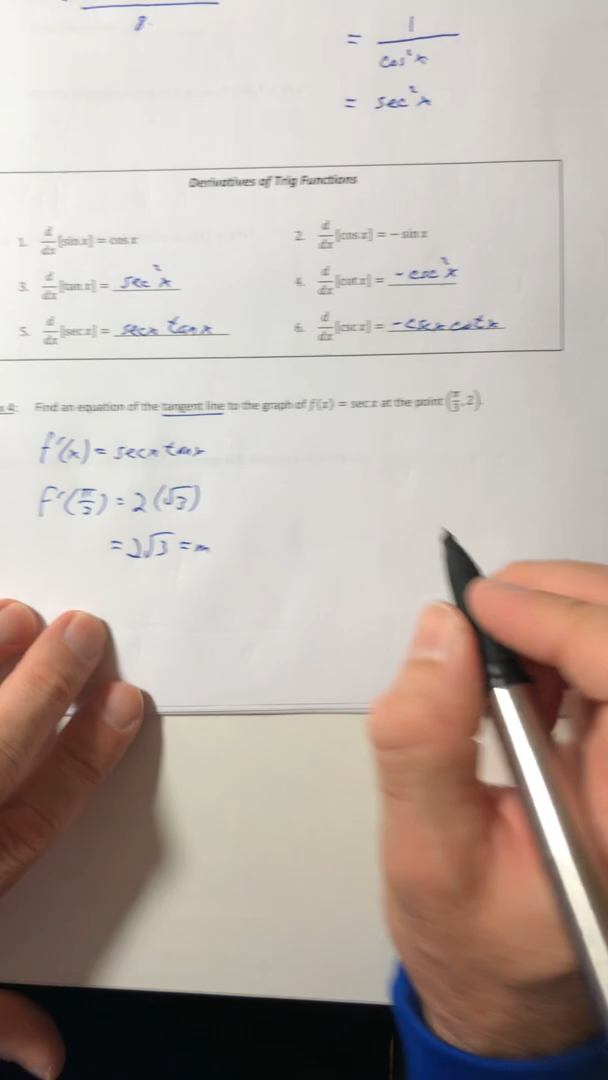 8
= 1
cos²x
= sec²x
Derivatives of Trig Functions
1. d/dx [sin x] = cos x
2. d/dx [cos x] = − sin x
3. d/dx [tan x] = sec²x
4. d/dx [cot x] = -csc²x
5. d/dx [sec x] = secx tanx
6. d/dx [csc x] = -cscxcotx
4: Find an equation of the tangent line to the graph of f(x) = sec x at the point (π/3, 2).
f'(x) = secx tanx
f'(π/3) = 2(√3)
= 2√3 = m